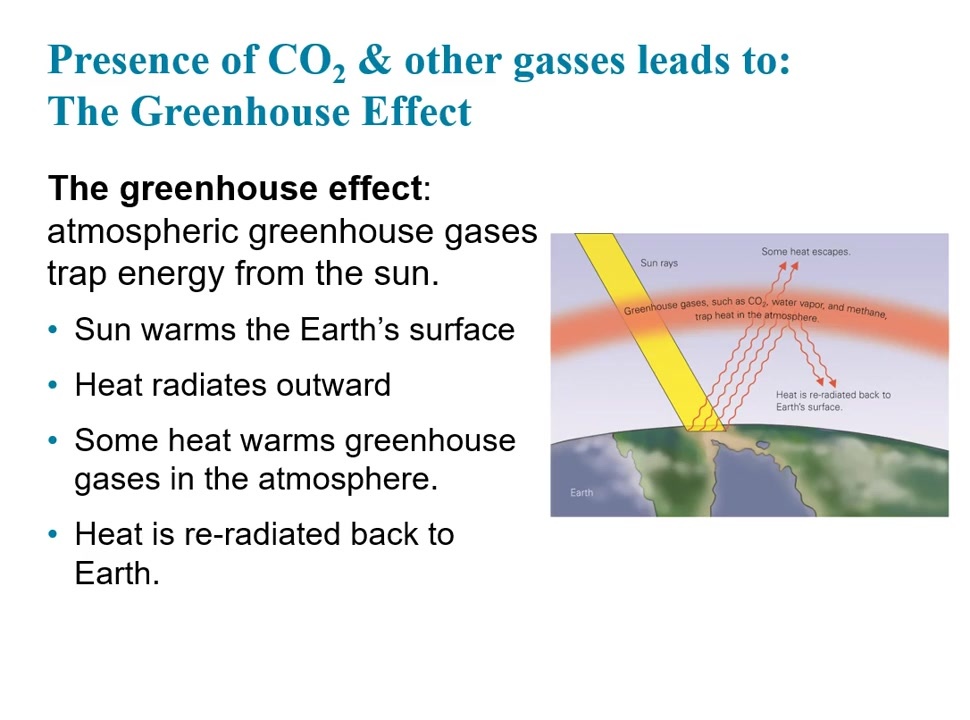 Presence of CO₂ & other gasses leads to:
The Greenhouse Effect
The greenhouse effect:
atmospheric greenhouse gases
trap energy from the sun.
• Sun warms the Earth’s surface
• Heat radiates outward
• Some heat warms greenhouse
gases in the atmosphere.
• Heat is re-radiated back to
Earth.
Some heat escapes.
Sun rays
Greenhouse gases, such as CO₂, water vapor, and methane,
trap heat in the atmosphere.
Heat is re-radiated back to
Earth’s surface.
Earth